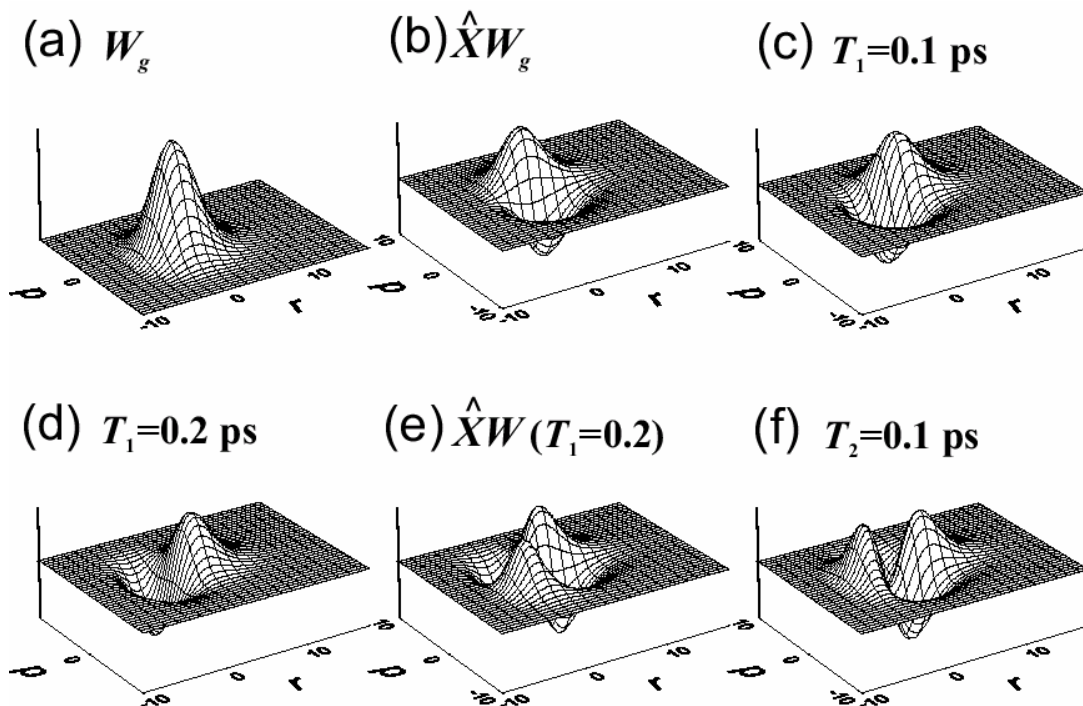 (a) W_g
(b) X̂W_g
(c) T₁=0.1 ps
p 0 -10 0 10 r
10 p 0 -10 -10 0 10 r
10 p 0 -10 -10 0 10 r
(d) T₁=0.2 ps
(e) X̂W (T₁=0.2)
(f) T₂=0.1 ps
p 0 -10 0 10 r
10 p 0 -10 -10 0 10 r
10 p 0 -10 -10 0 10 r